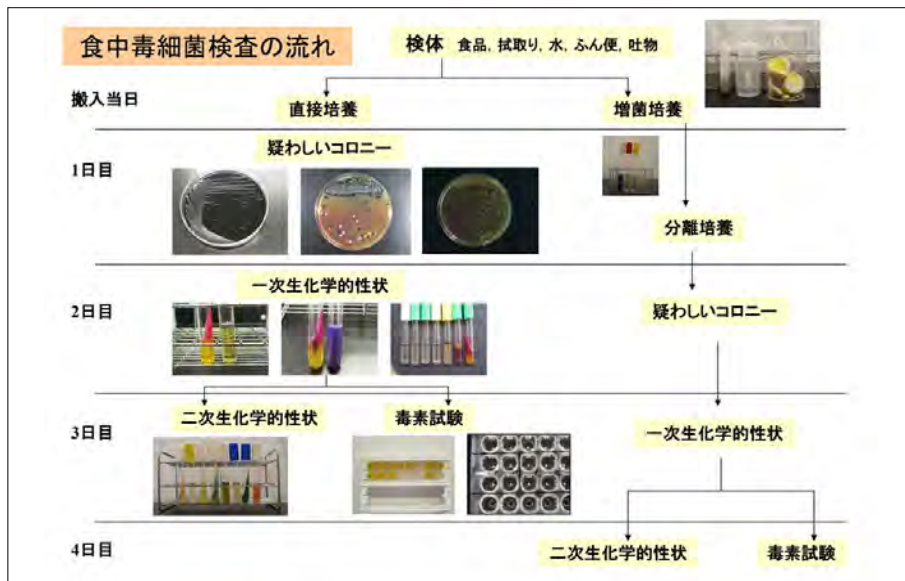 食中毒細菌検査の流れ
検体 食品, 拭取り, 水, ふん便, 吐物
搬入当日
直接培養
増菌培養
1日目
疑わしいコロニー
分離培養
2日目
一次生化学的性状
疑わしいコロニー
3日目
二次生化学的性状
毒素試験
一次生化学的性状
4日目
二次生化学的性状
毒素試験